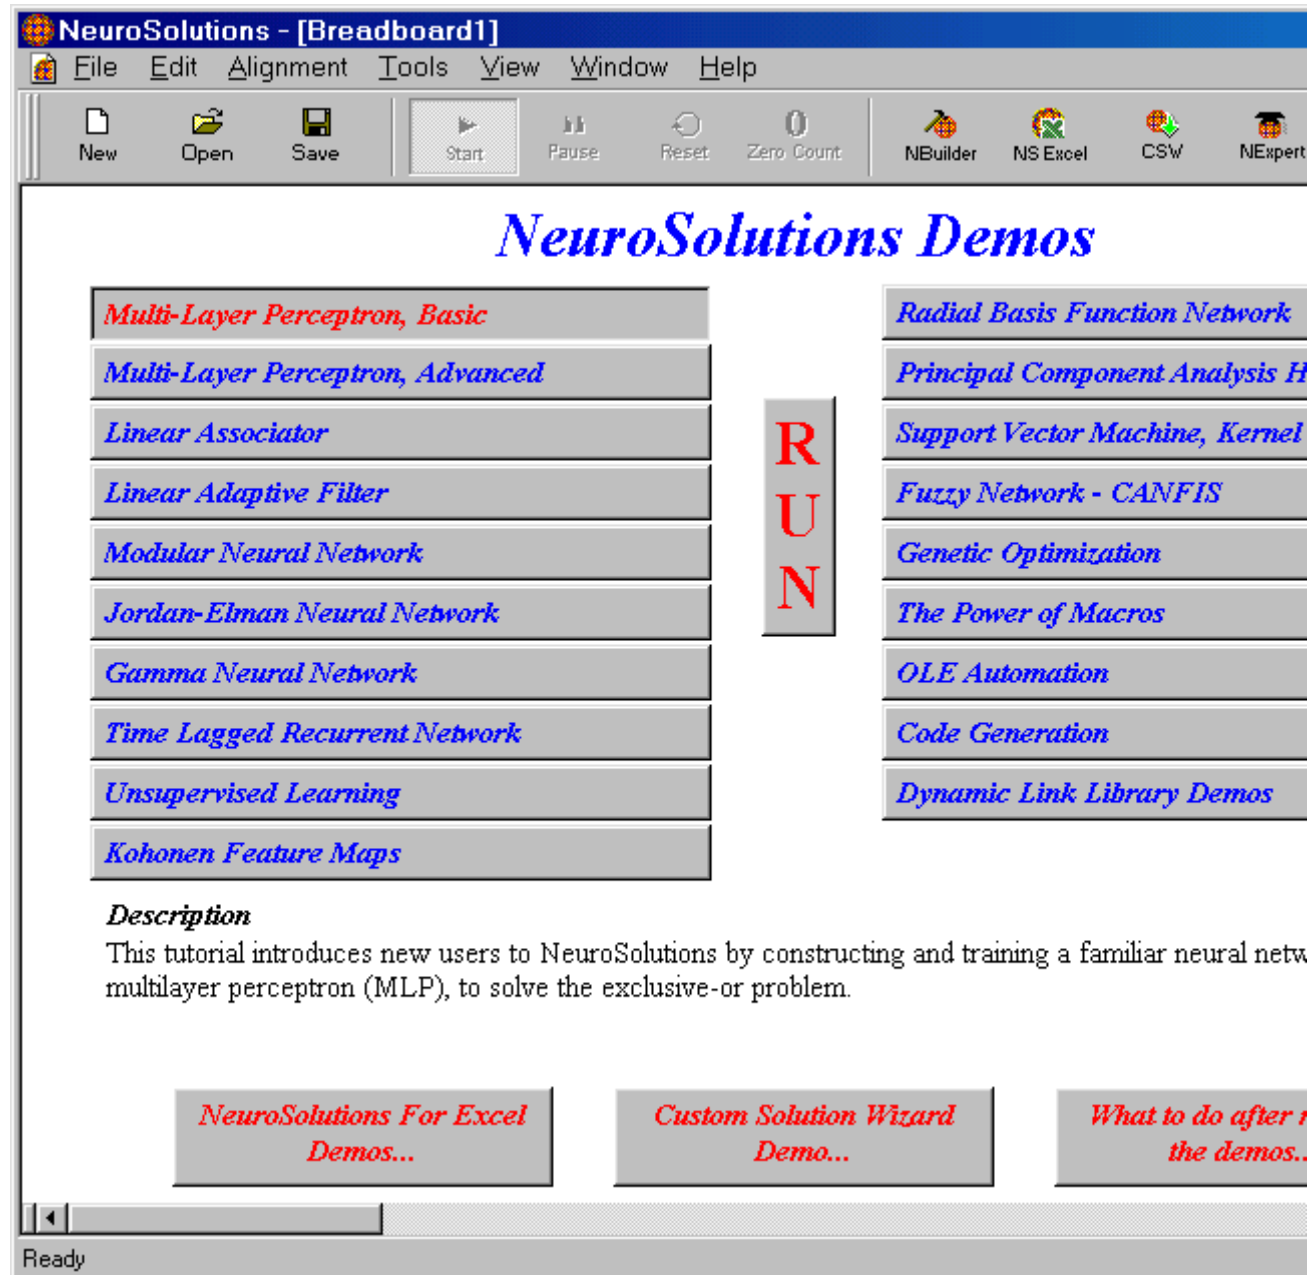 NeuroSolutions - [Breadboard1]
File Edit Alignment Tools View Window Help
New Open Save Start Pause Reset Zero Count NBuilder NS Excel CSW NExpert
NeuroSolutions Demos
Multi-Layer Perceptron, Basic
Multi-Layer Perceptron, Advanced
Linear Associator
Linear Adaptive Filter
Modular Neural Network
Jordan-Elman Neural Network
Gamma Neural Network
Time Lagged Recurrent Network
Unsupervised Learning
Kohonen Feature Maps
R
U
N
Radial Basis Function Network
Principal Component Analysis H
Support Vector Machine, Kernel
Fuzzy Network - CANFIS
Genetic Optimization
The Power of Macros
OLE Automation
Code Generation
Dynamic Link Library Demos
Description
This tutorial introduces new users to NeuroSolutions by constructing and training a familiar neural netw
multilayer perceptron (MLP), to solve the exclusive-or problem.
NeuroSolutions For Excel
Demos...
Custom Solution Wizard
Demo...
What to do after
the demos..
Ready